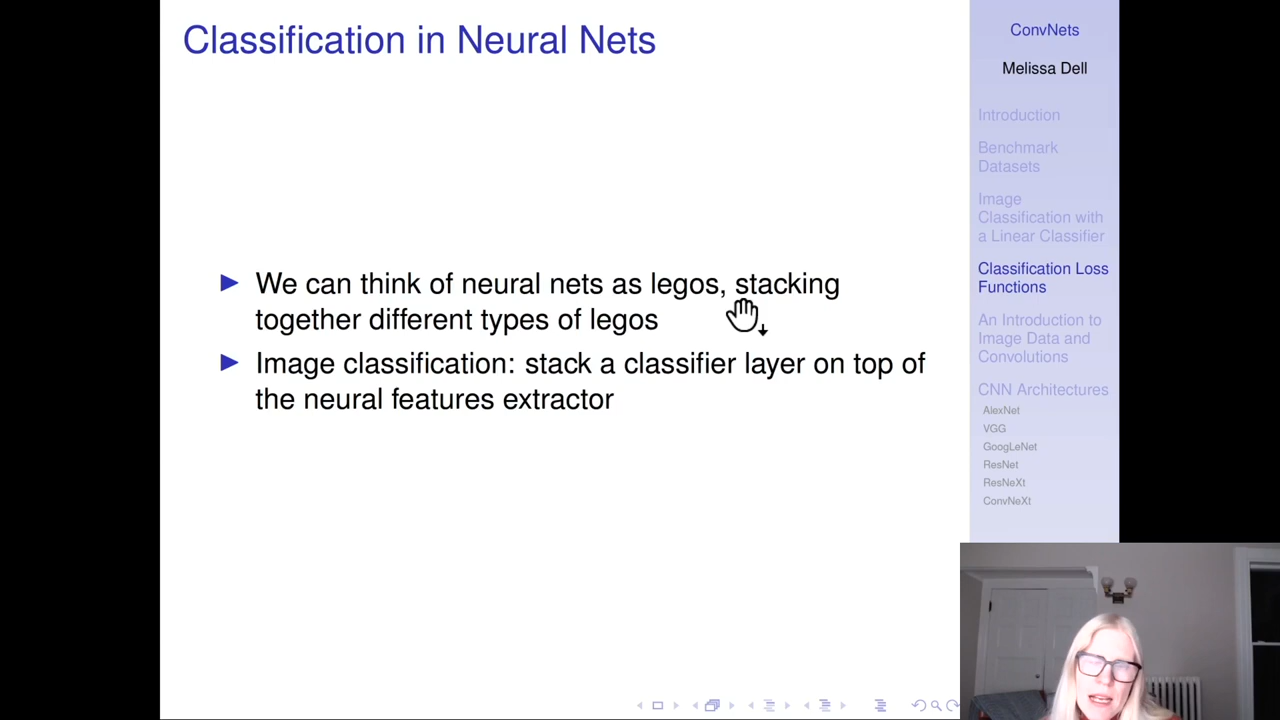 Classification in Neural Nets
We can think of neural nets as legos, stacking
together different types of legos
Image classification: stack a classifier layer on top of
the neural features extractor
ConvNets
Melissa Dell
Introduction
Benchmark
Datasets
Image
Classification with
a Linear Classifier
Classification Loss
Functions
An Introduction to
Image Data and
Convolutions
CNN Architectures
AlexNet
VGG
GoogLeNet
ResNet
ResNeXt
ConvNeXt